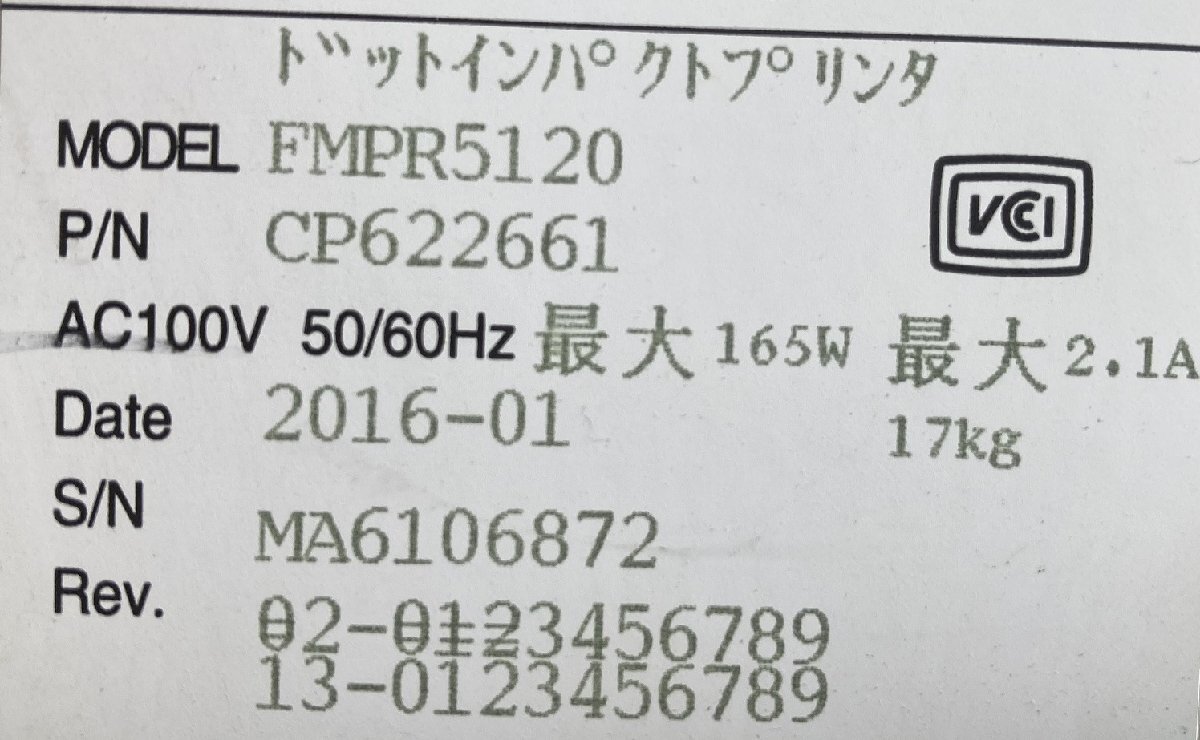 ドットインパクトプリンタ
MODEL FMPR5120
P/N CP622661
VCCI
AC100V 50/60Hz 最大165W 最大2.1A
Date 2016-01
17kg
S/N MA6106872
Rev. 02-0123456789
13-0123456789